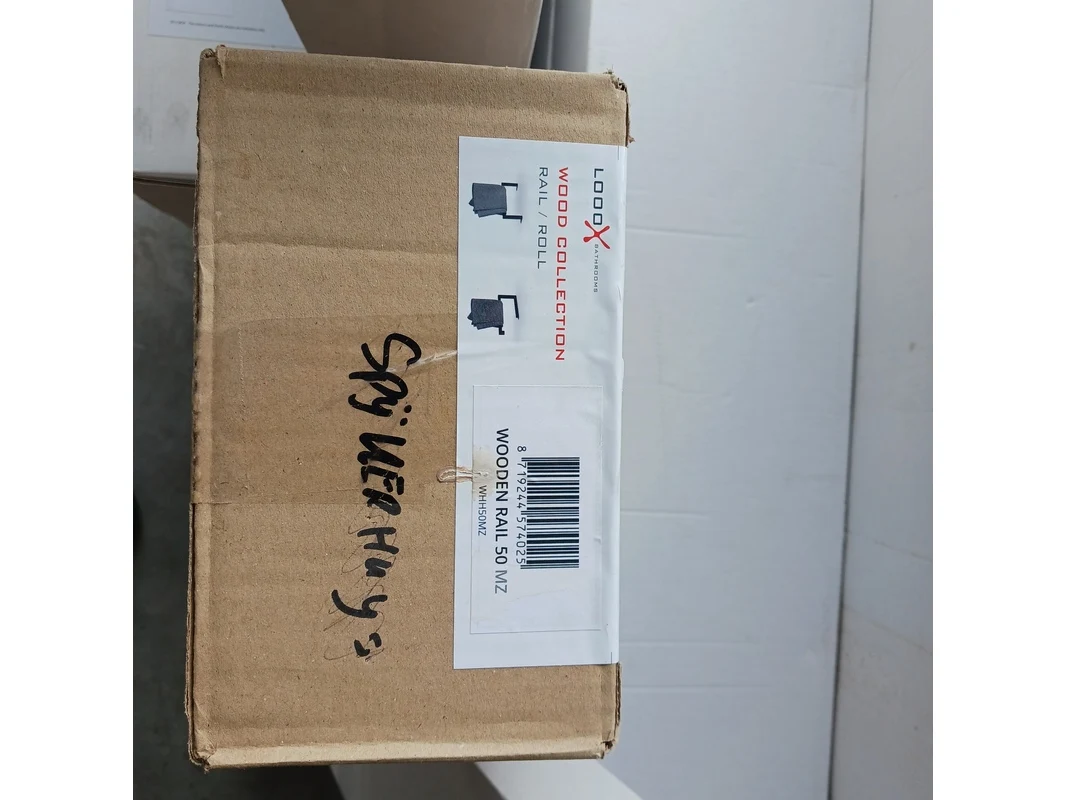 LOOOX BATHROOMS
WOOD COLLECTION
RAIL / ROLL
8 719244 574025
WOODEN RAIL 50 MZ
WHH50MZ